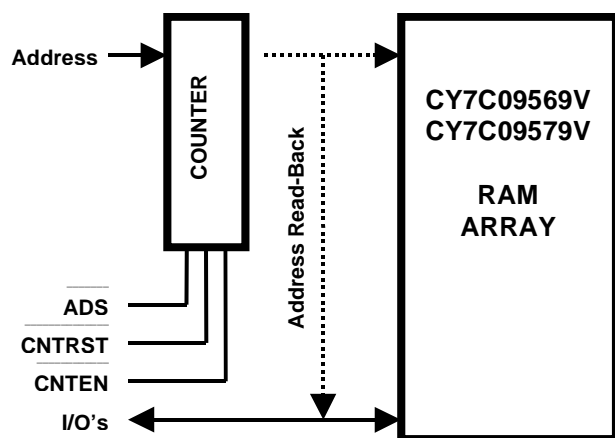 Address
COUNTER
Address Read-Back
CY7C09569V
CY7C09579V
RAM
ARRAY
ADS
CNTRST
CNTEN
I/O's